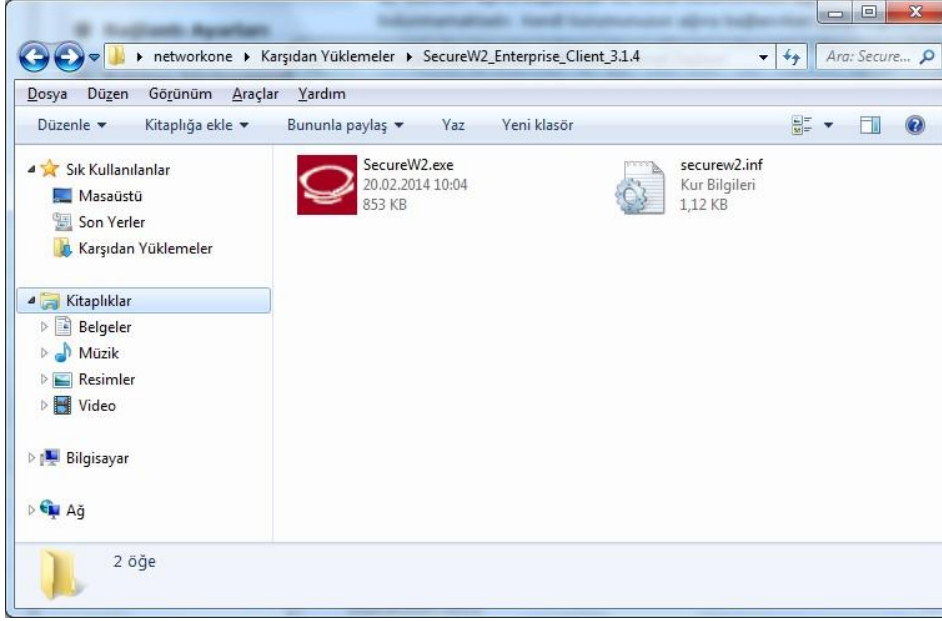 networkone Karşıdan Yüklemeler SecureW2_Enterprise_Client_3.1.4 Ara: Secure...
Dosya Düzen Görünüm Araçlar Yardım
Düzenle Kitaplığa ekle Bununla paylaş Yaz Yeni klasör
Sık Kullanılanlar
Masaüstü
Son Yerler
Karşıdan Yüklemeler
Kitaplıklar
Belgeler
Müzik
Resimler
Video
Bilgisayar
Ağ
SecureW2.exe
20.02.2014 10:04
853 KB
securew2.inf
Kur Bilgileri
1,12 KB
2 öğe